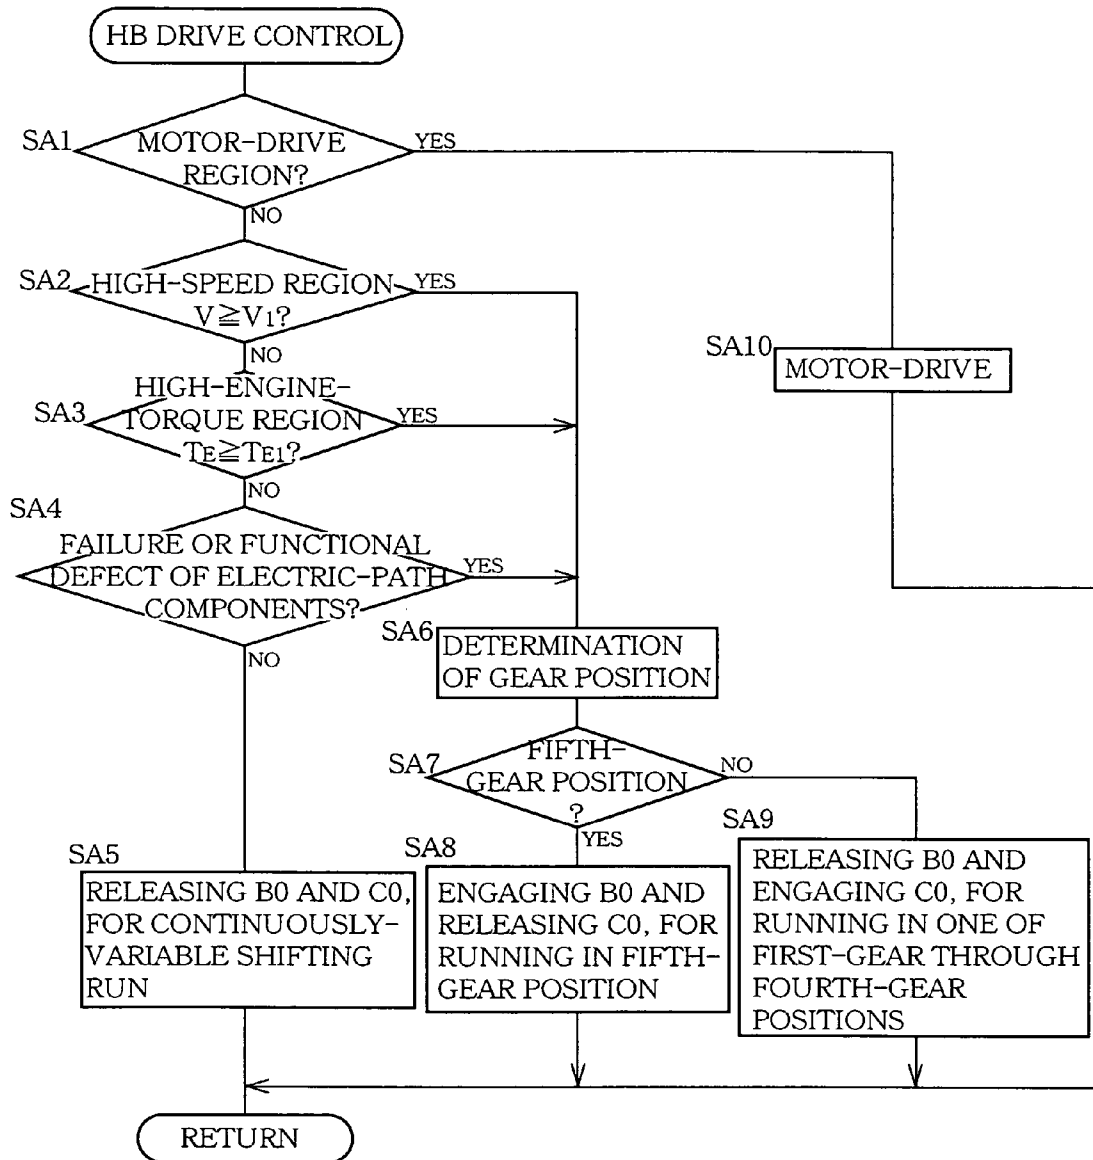 HB DRIVE CONTROL
SA1
MOTOR-DRIVE
REGION?
YES
NO
SA2
HIGH-SPEED REGION
V≧V1?
YES
NO
SA3
HIGH-ENGINE-
TORQUE REGION
TE≧TE1?
YES
NO
SA4
FAILURE OR FUNCTIONAL
DEFECT OF ELECTRIC-PATH
COMPONENTS?
YES
NO
SA10
MOTOR-DRIVE
SA6
DETERMINATION
OF GEAR POSITION
SA7
FIFTH-
GEAR POSITION
?
NO
YES
SA5
RELEASING B0 AND C0,
FOR CONTINUOUSLY-
VARIABLE SHIFTING
RUN
SA8
ENGAGING B0 AND
RELEASING C0, FOR
RUNNING IN FIFTH-
GEAR POSITION
SA9
RELEASING B0 AND
ENGAGING C0, FOR
RUNNING IN ONE OF
FIRST-GEAR THROUGH
FOURTH-GEAR
POSITIONS
RETURN